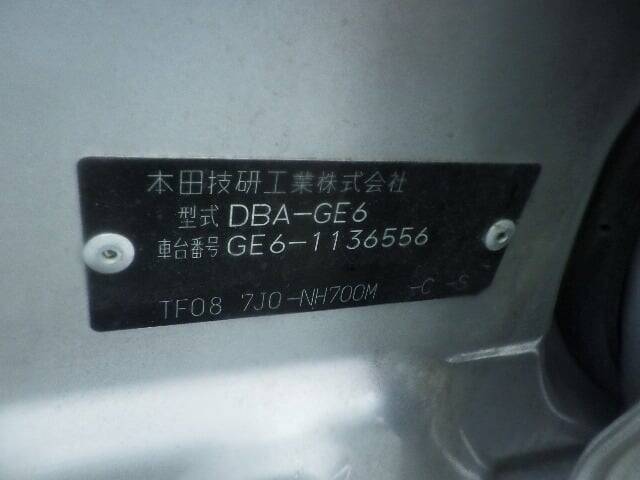 本田技研工業株式会社
型式 DBA-GE6
車台番号 GE6-1136556
TF08 7J0-NH700M -C -S